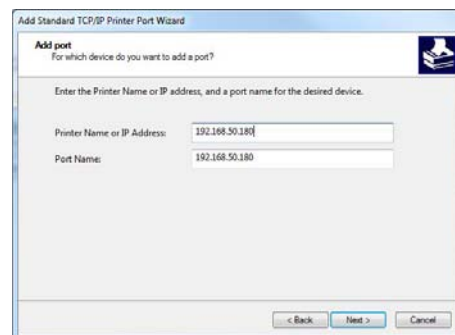 Add Standard TCP/IP Printer Port Wizard
Add port
For which device do you want to add a port?
Enter the Printer Name or IP address, and a port name for the desired device.
Printer Name or IP Address: 192.168.50.180
Port Name: 192.168.50.180
< Back Next > Cancel